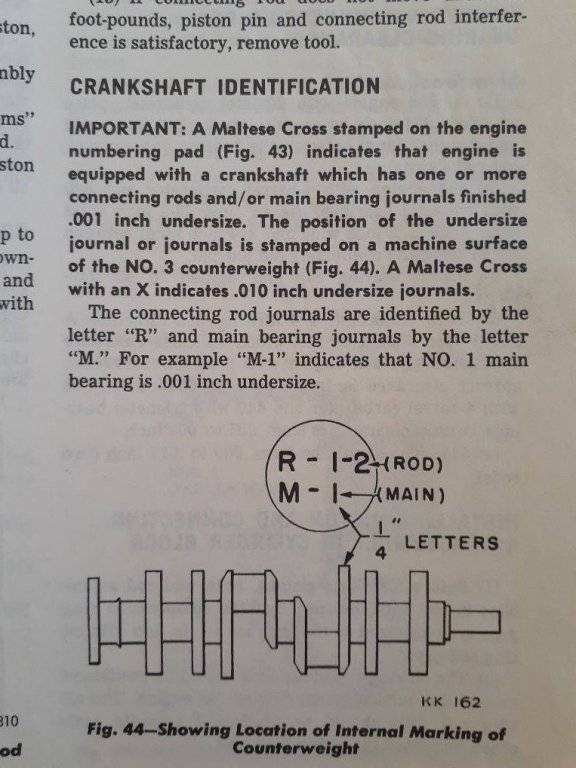 ston,
mbly
ms”
d.
ston
p to
own-
and
with
310
od
foot-pounds, piston pin and connecting rod interfer-
ence is satisfactory, remove tool.
CRANKSHAFT IDENTIFICATION
IMPORTANT: A Maltese Cross stamped on the engine
numbering pad (Fig. 43) indicates that engine is
equipped with a crankshaft which has one or more
connecting rods and/or main bearing journals finished
.001 inch undersize. The position of the undersize
journal or journals is stamped on a machine surface
of the NO. 3 counterweight (Fig. 44). A Maltese Cross
with an X indicates .010 inch undersize journals.
The connecting rod journals are identified by the
letter “R” and main bearing journals by the letter
“M.” For example “M-1” indicates that NO. 1 main
bearing is .001 inch undersize.
R - 1-2 (ROD)
M - 1 (MAIN)
1/4" LETTERS
KK 162
Fig. 44—Showing Location of Internal Marking of
Counterweight